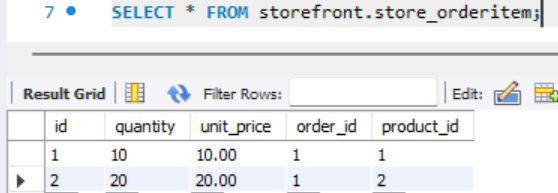 7 SELECT * FROM storefront.store_orderitem;
Result Grid Filter Rows: Edit:
id quantity unit_price order_id product_id
1 10 10.00 1 1
2 20 20.00 1 2